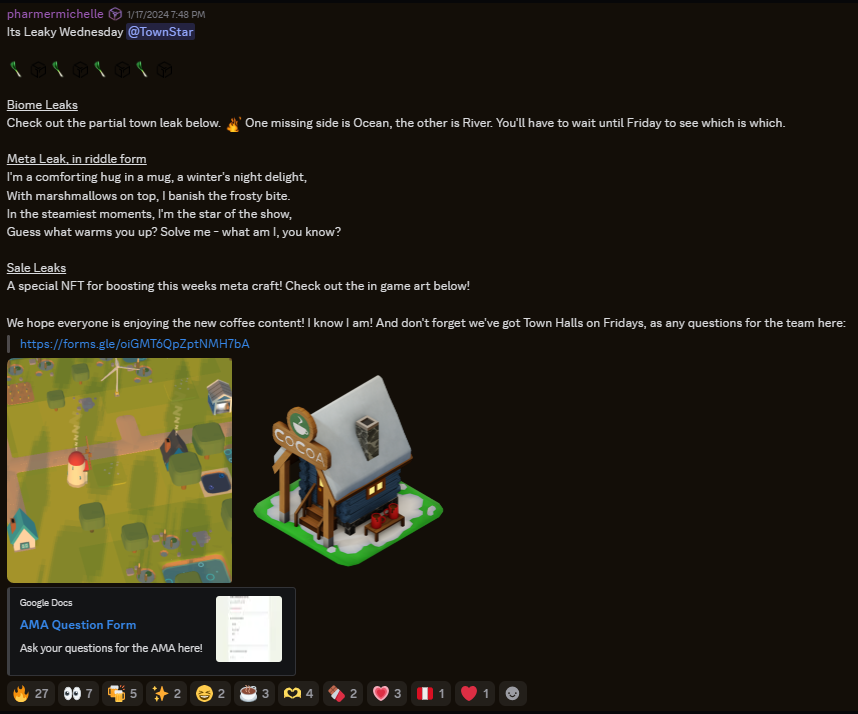 pharmermichelle 1/17/2024 7:48 PM
Its Leaky Wednesday @TownStar
Biome Leaks
Check out the partial town leak below. One missing side is Ocean, the other is River. You'll have to wait until Friday to see which is which.
Meta Leak, in riddle form
I'm a comforting hug in a mug, a winter's night delight,
With marshmallows on top, I banish the frosty bite.
In the steamiest moments, I'm the star of the show,
Guess what warms you up? Solve me - what am I, you know?
Sale Leaks
A special NFT for boosting this weeks meta craft! Check out the in game art below!
We hope everyone is enjoying the new coffee content! I know I am! And don't forget we've got Town Halls on Fridays, as any questions for the team here:
https://forms.gle/oiGMT6QpZptNMH7bA
COCOA
Google Docs
AMA Question Form
Ask your questions for the AMA here!
27 7 5 2 2 3 4 2 3 1 1